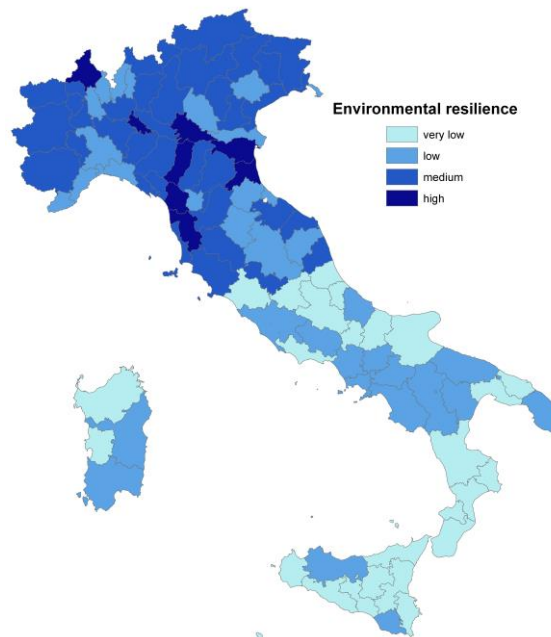 Environmental resilience
very low
low
medium
high